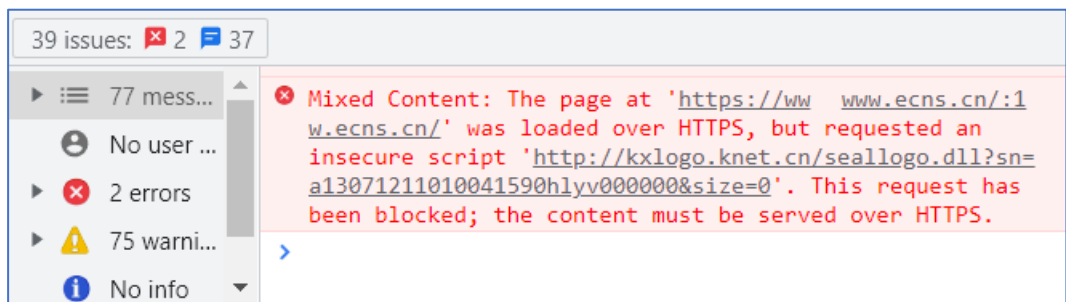 39 issues: 2 37
77 mess...
No user ...
2 errors
75 warni...
No info
Mixed Content: The page at 'https://ww www.ecns.cn/:1
w.ecns.cn/' was loaded over HTTPS, but requested an
insecure script 'http://kxlogo.knet.cn/seallogo.dll?sn=
a13071211010041590hlyv000000&size=0'. This request has
been blocked; the content must be served over HTTPS.